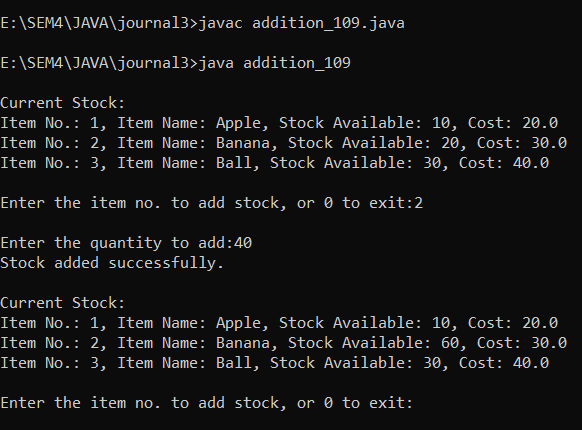 E:\SEM4\JAVA\journal3>javac addition_109.java
E:\SEM4\JAVA\journal3>java addition_109
Current Stock:
Item No.: 1, Item Name: Apple, Stock Available: 10, Cost: 20.0
Item No.: 2, Item Name: Banana, Stock Available: 20, Cost: 30.0
Item No.: 3, Item Name: Ball, Stock Available: 30, Cost: 40.0
Enter the item no. to add stock, or 0 to exit:2
Enter the quantity to add:40
Stock added successfully.
Current Stock:
Item No.: 1, Item Name: Apple, Stock Available: 10, Cost: 20.0
Item No.: 2, Item Name: Banana, Stock Available: 60, Cost: 30.0
Item No.: 3, Item Name: Ball, Stock Available: 30, Cost: 40.0
Enter the item no. to add stock, or 0 to exit: